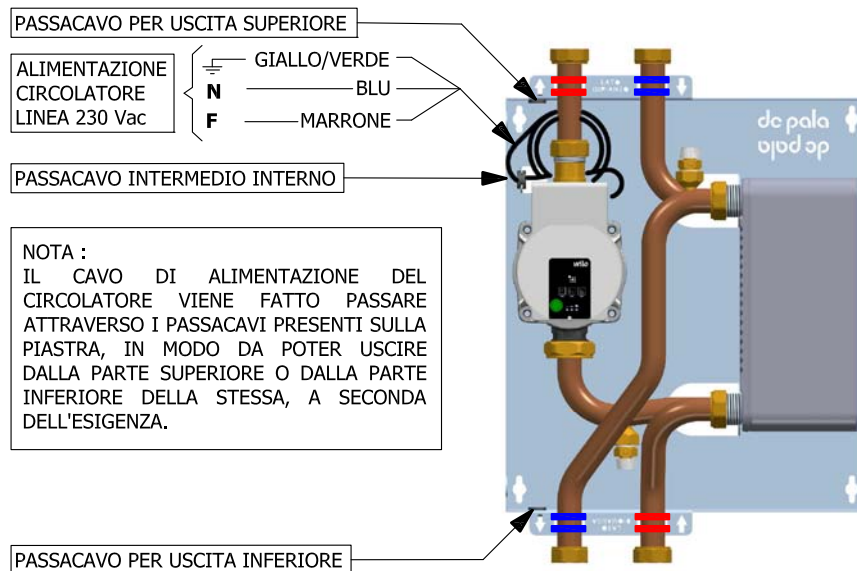 PASSACAVO PER USCITA SUPERIORE
ALIMENTAZIONE
CIRCOLATORE
LINEA 230 Vac
GIALLO/VERDE
N BLU
F MARRONE
PASSACAVO INTERMEDIO INTERNO
NOTA :
IL CAVO DI ALIMENTAZIONE DEL
CIRCOLATORE VIENE FATTO PASSARE
ATTRAVERSO I PASSACAVI PRESENTI SULLA
PIASTRA, IN MODO DA POTER USCIRE
DALLA PARTE SUPERIORE O DALLA PARTE
INFERIORE DELLA STESSA, A SECONDA
DELL'ESIGENZA.
PASSACAVO PER USCITA INFERIORE
LATO
de pala
de pala
wilo
LATO